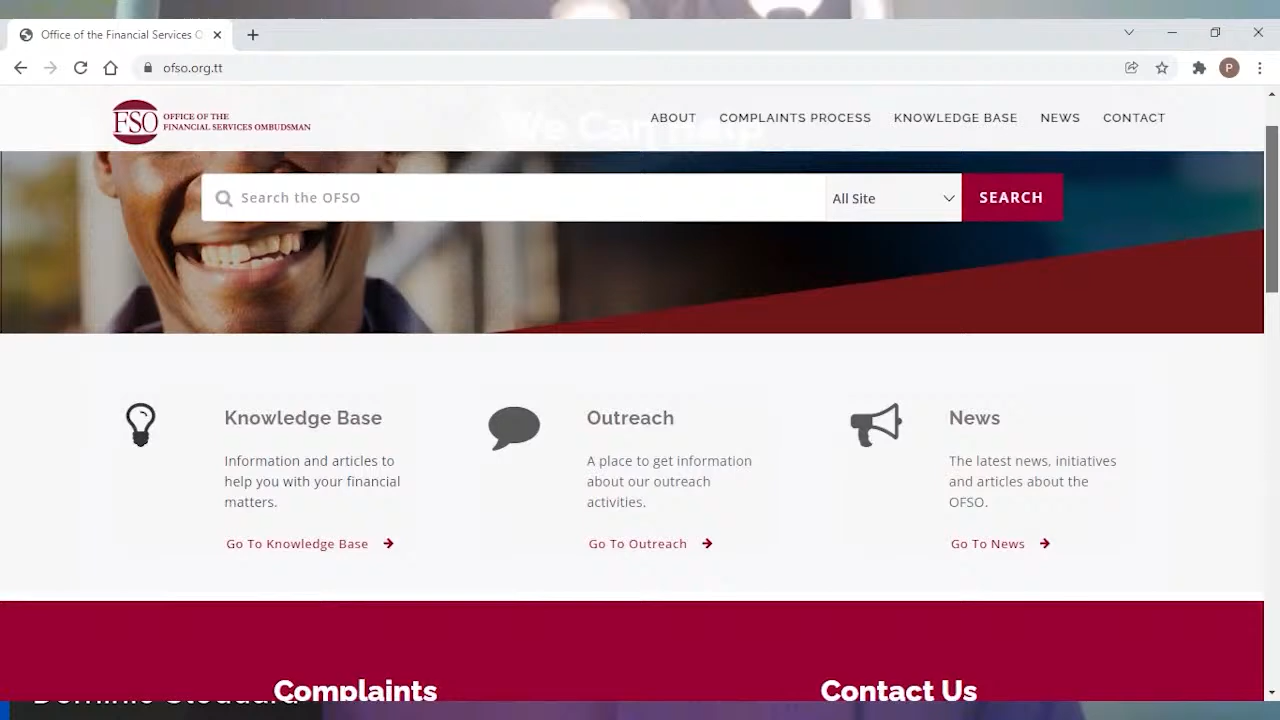 Office of the Financial Services O
ofso.org.tt
P
FSO
OFFICE OF THE
FINANCIAL SERVICES OMBUDSMAN
ABOUT
COMPLAINTS PROCESS
KNOWLEDGE BASE
NEWS
CONTACT
We Can Help
Search the OFSO
All Site
SEARCH
Knowledge Base
Information and articles to
help you with your financial
matters.
Go To Knowledge Base
Outreach
A place to get information
about our outreach
activities.
Go To Outreach
News
The latest news, initiatives
and articles about the
OFSO.
Go To News
Complaints
Contact Us